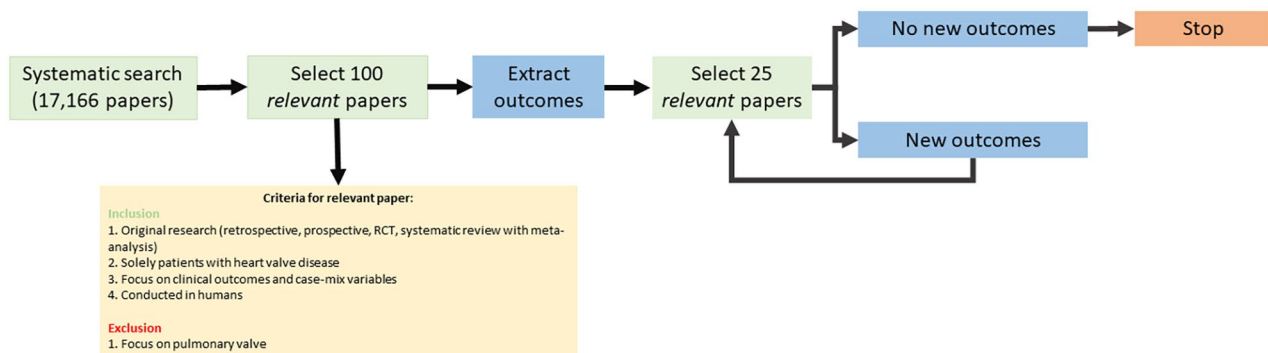 Systematic search
(17,166 papers)
Select 100
relevant papers
Extract
outcomes
Select 25
relevant papers
No new outcomes
Stop
New outcomes
Criteria for relevant paper:
Inclusion
1. Original research (retrospective, prospective, RCT, systematic review with meta-
analysis)
2. Solely patients with heart valve disease
3. Focus on clinical outcomes and case-mix variables
4. Conducted in humans
Exclusion
1. Focus on pulmonary valve